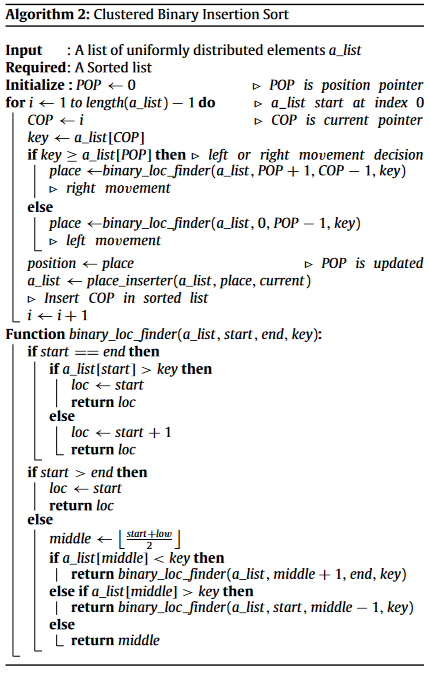 Algorithm 2: Clustered Binary Insertion Sort
Input : A list of uniformly distributed elements a_list
Required: A Sorted list
Initialize : POP ← 0 ▹ POP is position pointer
for i ← 1 to length(a_list) − 1 do ▹ a_list start at index 0
COP ← i ▹ COP is current pointer
key ← a_list[COP]
if key ≥ a_list[POP] then ▹ left or right movement decision
place ←binary_loc_finder(a_list, POP + 1, COP − 1, key)
▹ right movement
else
place ←binary_loc_finder(a_list, 0, POP − 1, key)
▹ left movement
position ← place ▹ POP is updated
a_list ← place_inserter(a_list, place, current)
▹ Insert COP in sorted list
i ← i + 1
Function binary_loc_finder(a_list, start, end, key):
if start == end then
if a_list[start] > key then
loc ← start
return loc
else
loc ← start + 1
return loc
if start > end then
loc ← start
return loc
else
middle ← ⌊(start+low)/2⌋
if a_list[middle] < key then
return binary_loc_finder(a_list, middle + 1, end, key)
else if a_list[middle] > key then
return binary_loc_finder(a_list, start, middle − 1, key)
else
return middle